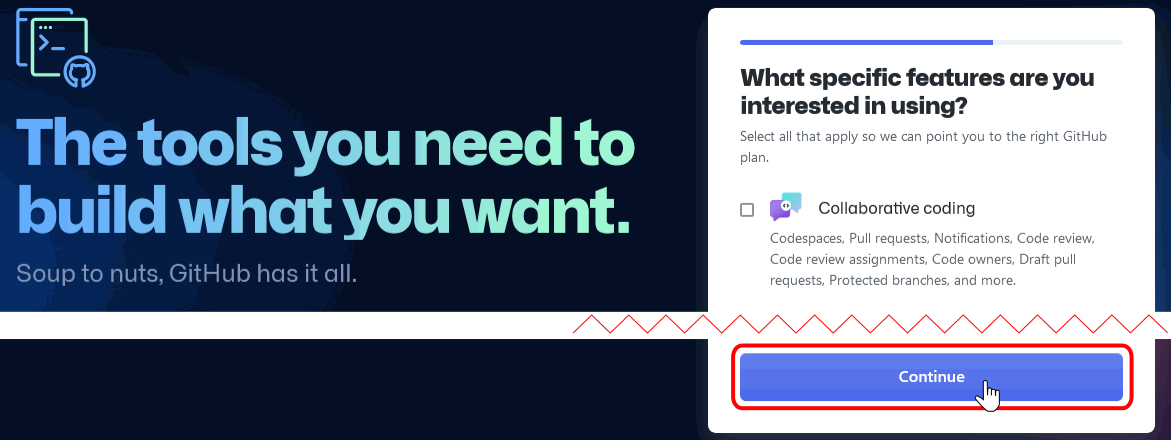 The tools you need to
build what you want.
Soup to nuts, GitHub has it all.
What specific features are you
interested in using?
Select all that apply so we can point you to the right GitHub
plan.
Collaborative coding
Codespaces, Pull requests, Notifications, Code review,
Code review assignments, Code owners, Draft pull
requests, Protected branches, and more.
Continue